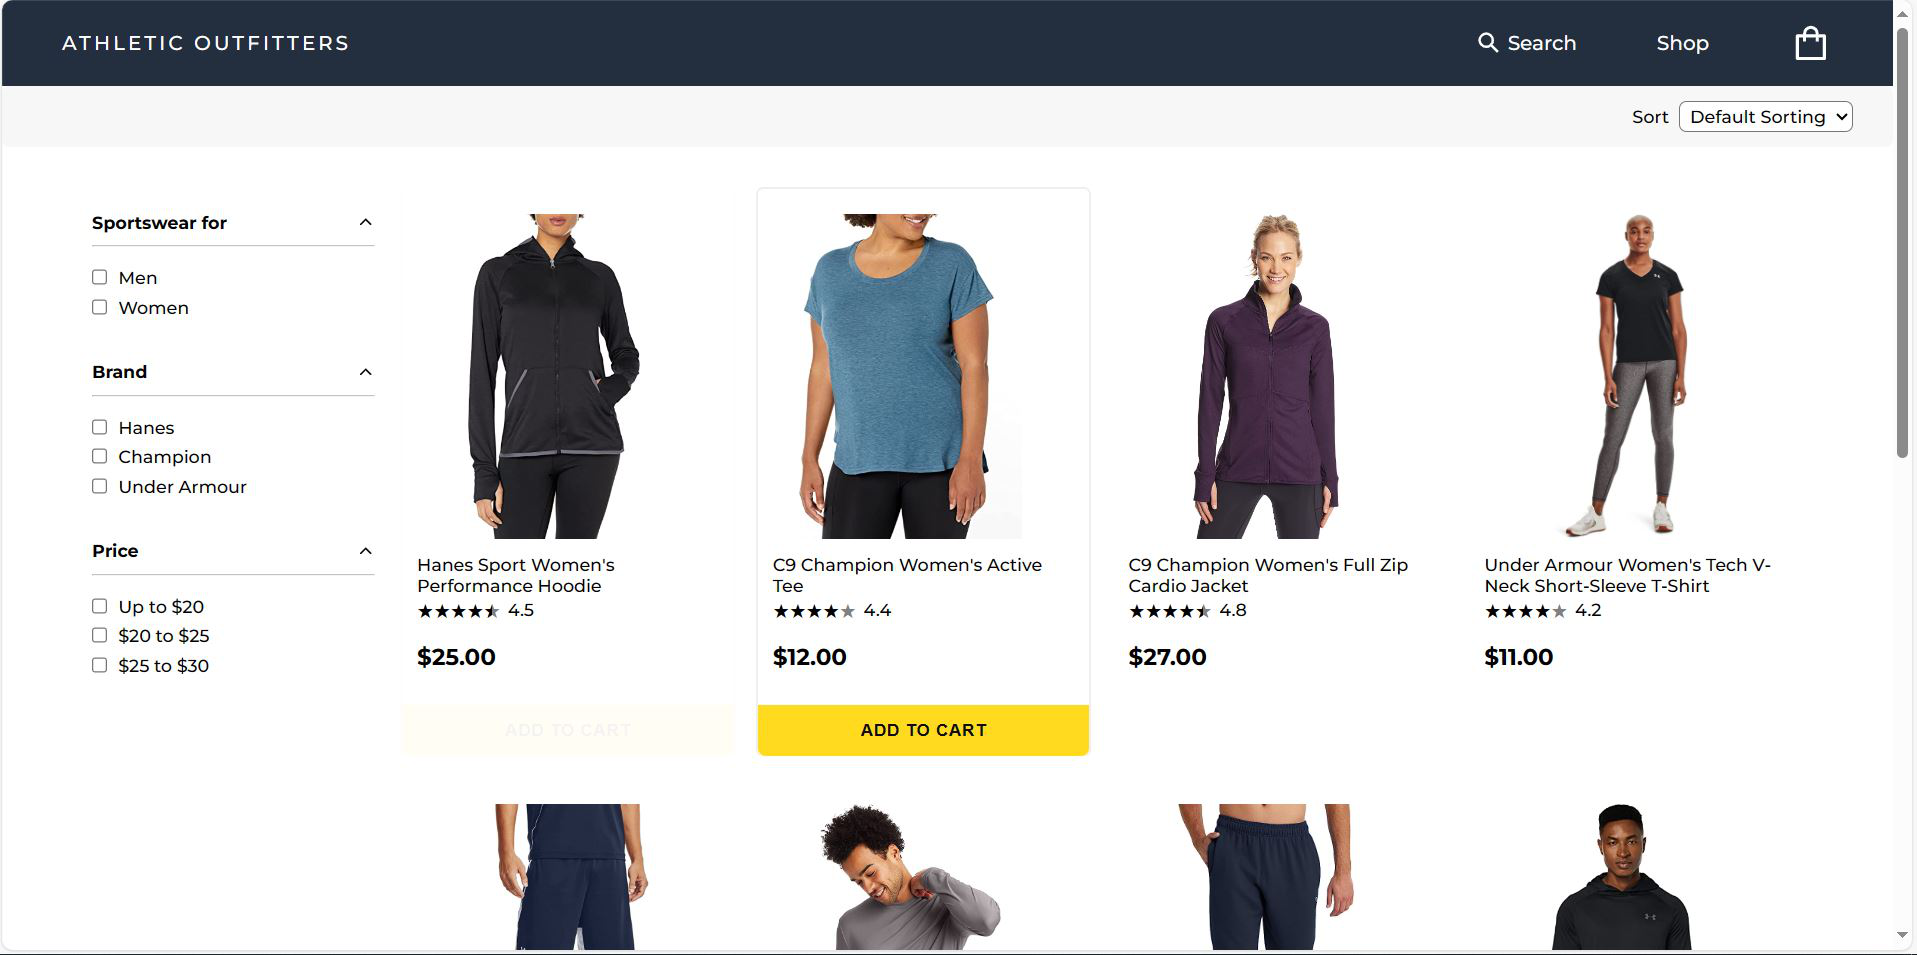 ATHLETIC OUTFITTERS
Search
Shop
Sort
Default Sorting
Sportswear for
Men
Women
Brand
Hanes
Champion
Under Armour
Price
Up to $20
$20 to $25
$25 to $30
Hanes Sport Women's
Performance Hoodie
4.5
$25.00
ADD TO CART
C9 Champion Women's Active
Tee
4.4
$12.00
ADD TO CART
C9 Champion Women's Full Zip
Cardio Jacket
4.8
$27.00
Under Armour Women's Tech V-
Neck Short-Sleeve T-Shirt
4.2
$11.00